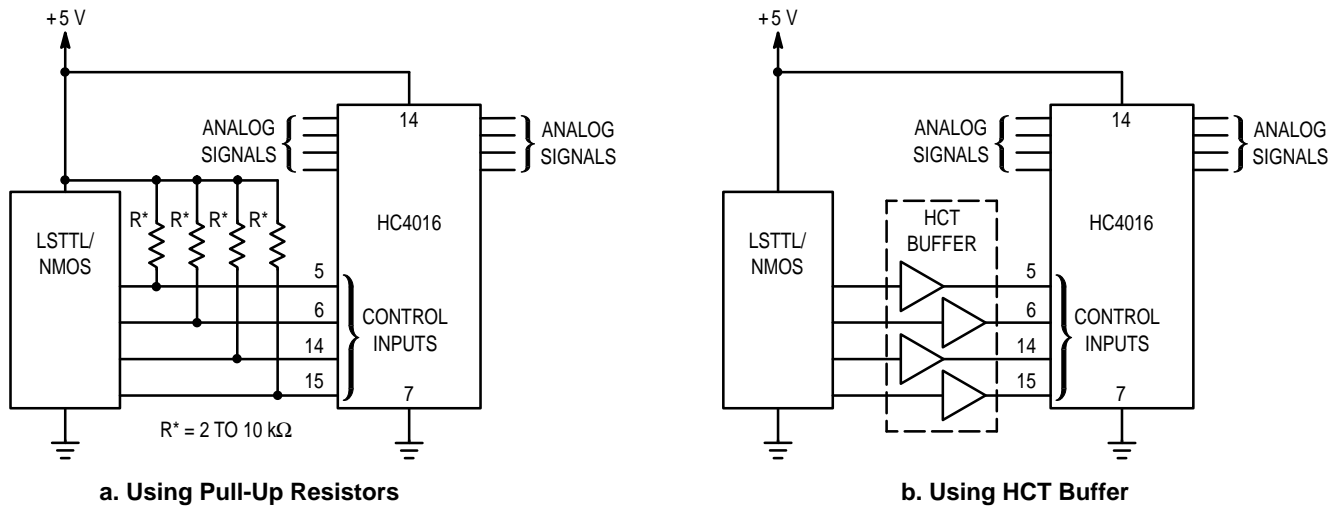 +5 V
14
ANALOG
SIGNALS
ANALOG
SIGNALS
LSTTL/
NMOS
R*
R*
R*
R*
HC4016
5
6
14
15
CONTROL
INPUTS
7
R* = 2 TO 10 kΩ
a. Using Pull-Up Resistors
+5 V
14
ANALOG
SIGNALS
ANALOG
SIGNALS
LSTTL/
NMOS
HCT
BUFFER
HC4016
5
6
14
15
CONTROL
INPUTS
7
b. Using HCT Buffer